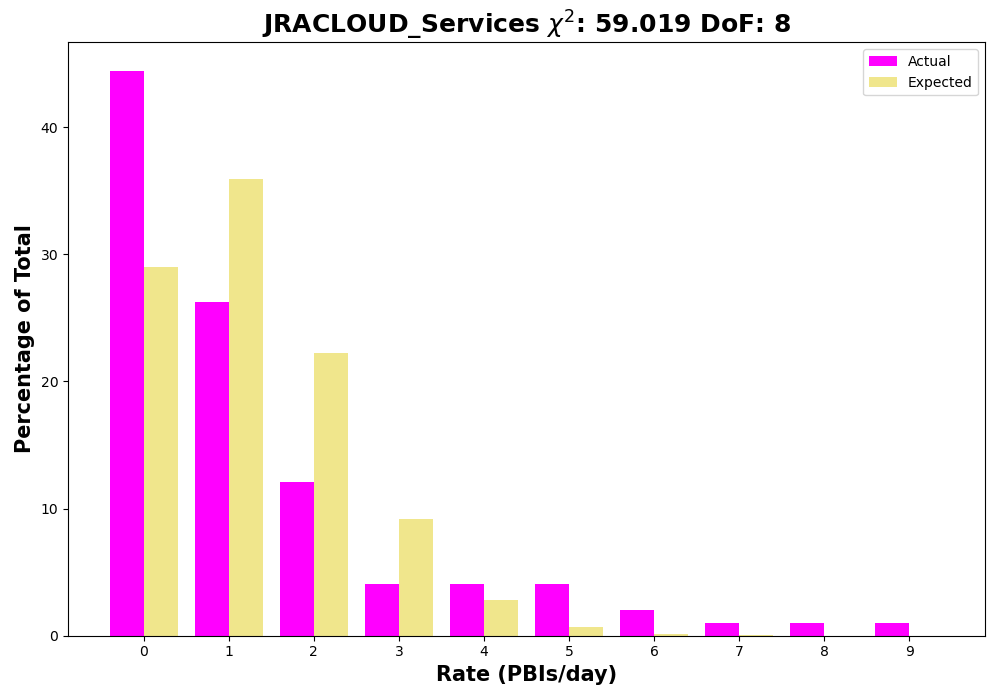 JRACLOUD_Services χ²: 59.019 DoF: 8
Actual
Expected
Percentage of Total
40
30
20
10
0
0 1 2 3 4 5 6 7 8 9
Rate (PBIs/day)